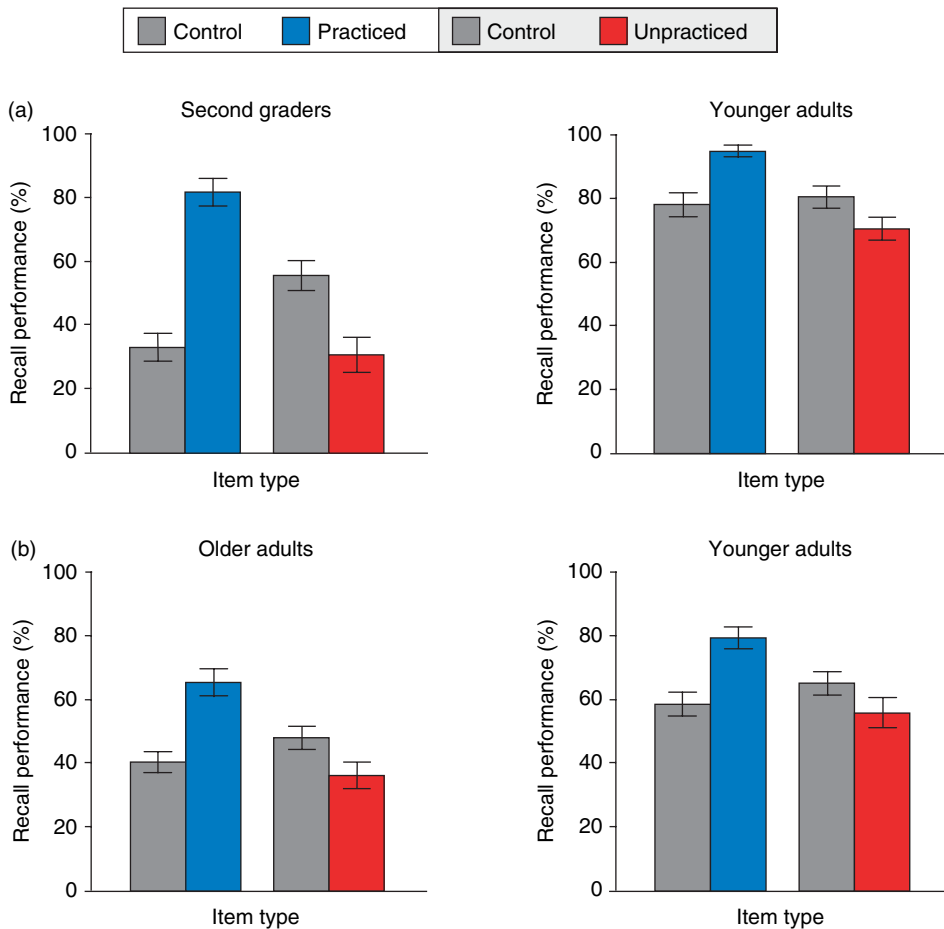 Control Practiced Control Unpracticed
(a)
Second graders
Recall performance (%)
100
80
60
40
20
0
Item type
Younger adults
Recall performance (%)
100
80
60
40
20
0
Item type
(b)
Older adults
Recall performance (%)
100
80
60
40
20
0
Item type
Younger adults
Recall performance (%)
100
80
60
40
20
0
Item type